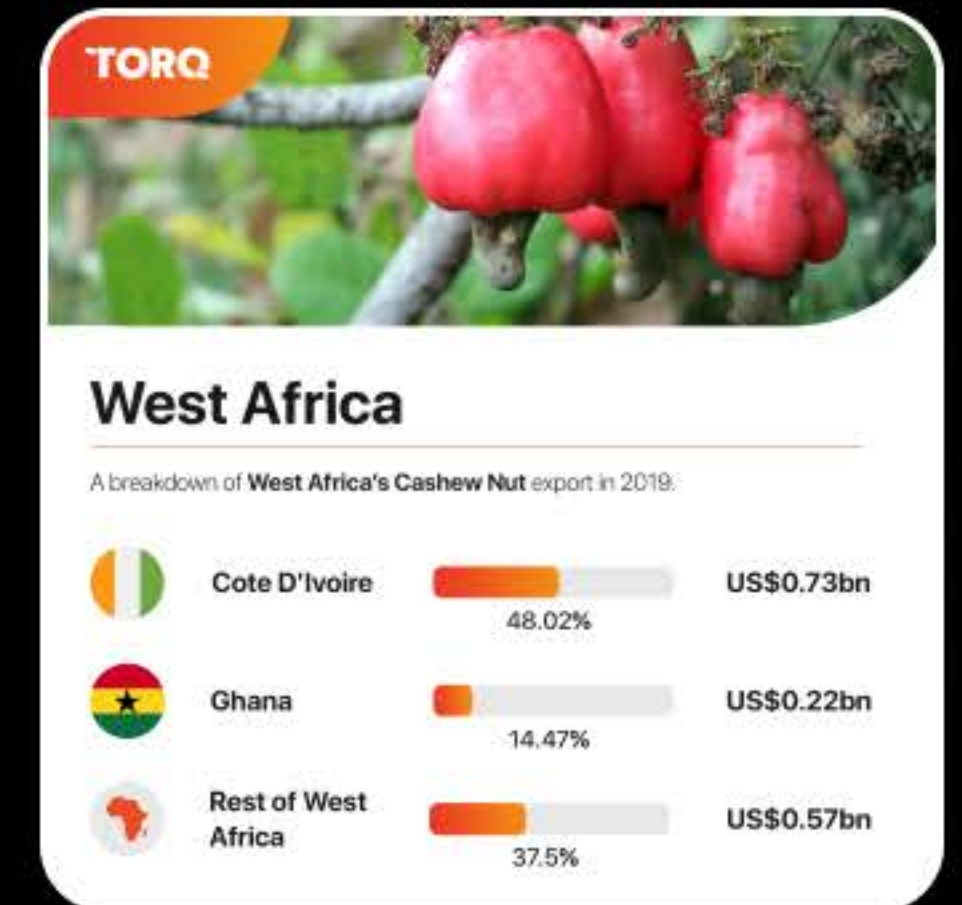 TORQ
West Africa
A breakdown of West Africa's Cashew Nut export in 2019.
Cote D'Ivoire
48.02%
US$0.73bn
Ghana
14.47%
US$0.22bn
Rest of West
Africa
37.5%
US$0.57bn